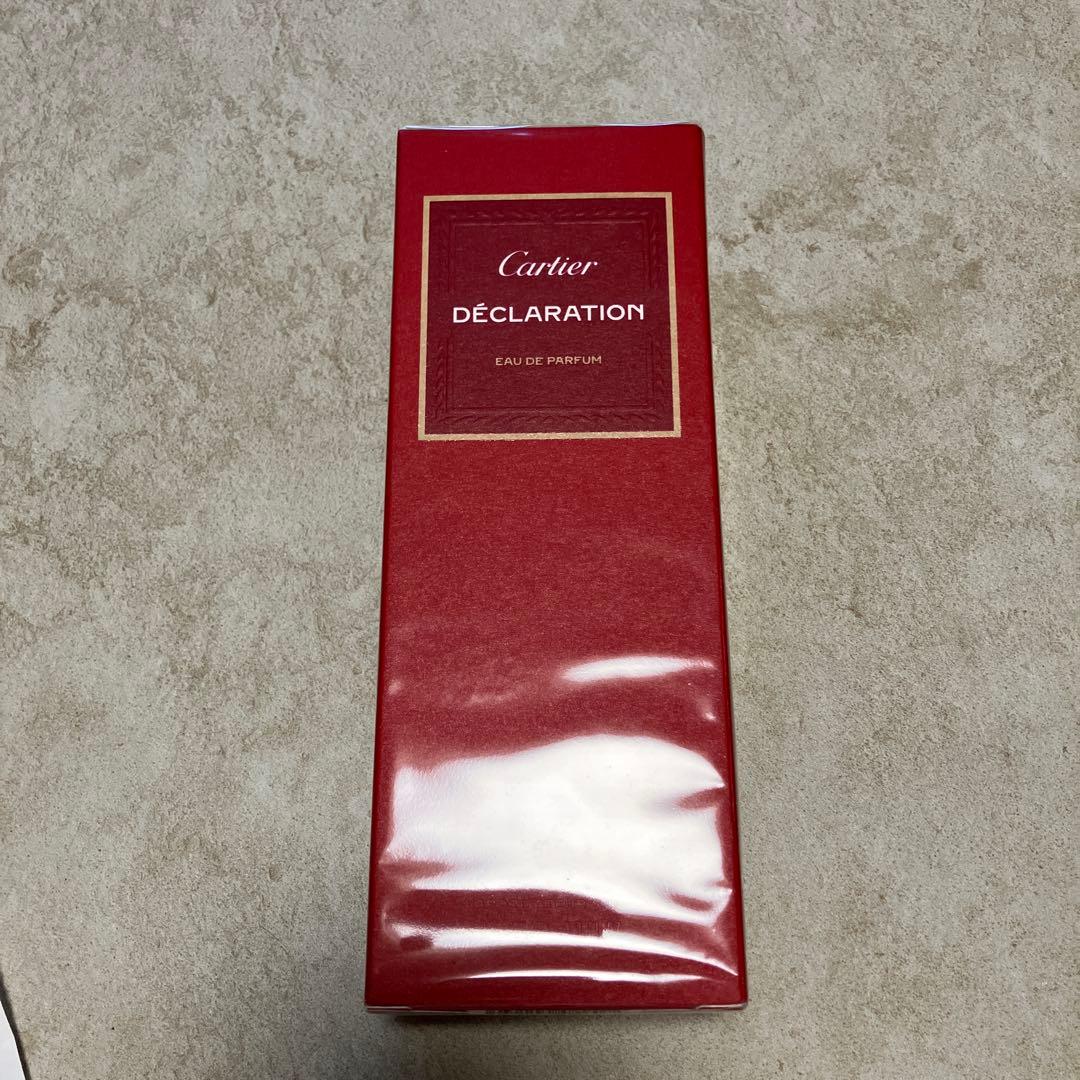 Cartier
DÉCLARATION
EAU DE PARFUM